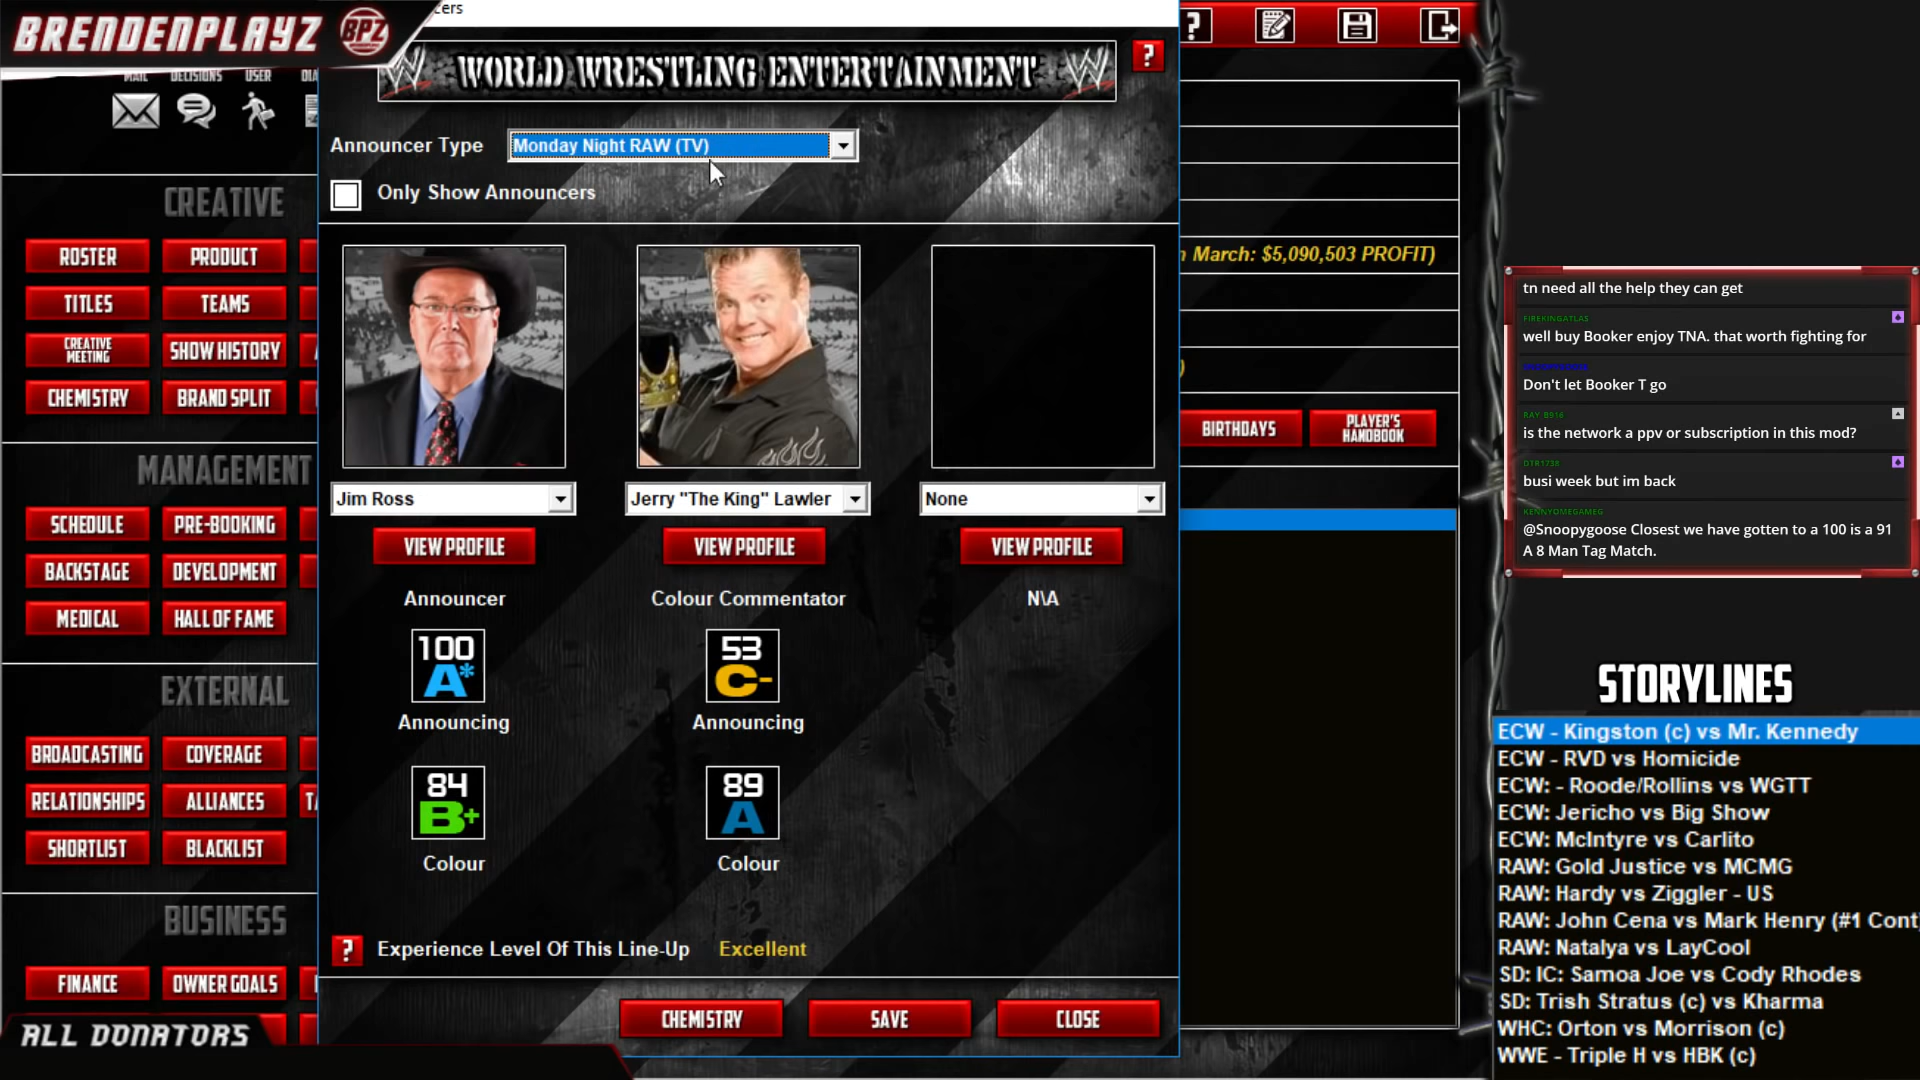 BRENDENPLAYZ
BPZ
cers
W WORLD WRESTLING ENTERTAINMENT W
?
?
MAIL DECISIONS USER
Announcer Type
Monday Night RAW (TV)
Only Show Announcers
CREATIVE
ROSTER PRODUCT
TITLES TEAMS
CREATIVE MEETING SHOW HISTORY
CHEMISTRY BRAND SPLIT
MANAGEMENT
SCHEDULE PRE-BOOKING
BACKSTAGE DEVELOPMENT
MEDICAL HALL OF FAME
EXTERNAL
BROADCASTING COVERAGE
RELATIONSHIPS ALLIANCES
SHORTLIST BLACKLIST
BUSINESS
FINANCE OWNER GOALS
ALL DONATORS
Jim Ross
Jerry "The King" Lawler
None
VIEW PROFILE
VIEW PROFILE
VIEW PROFILE
Announcer
Colour Commentator
N\A
100
A*
53
C-
Announcing
Announcing
84
B+
89
A
Colour
Colour
?
Experience Level Of This Line-Up Excellent
CHEMISTRY
SAVE
CLOSE
March: $5,090,503 PROFIT)
)
BIRTHDAYS
PLAYER'S HANDBOOK
tn need all the help they can get
FIREKINGATLAS
well buy Booker enjoy TNA. that worth fighting for
Don't let Booker T go
RAY B916
is the network a ppv or subscription in this mod?
DTR1738
busi week but im back
KENNYOMEGAMEG
@Snoopygoose Closest we have gotten to a 100 is a 91
A 8 Man Tag Match.
STORYLINES
ECW - Kingston (c) vs Mr. Kennedy
ECW - RVD vs Homicide
ECW: - Roode/Rollins vs WGTT
ECW: Jericho vs Big Show
ECW: McIntyre vs Carlito
RAW: Gold Justice vs MCMG
RAW: Hardy vs Ziggler - US
RAW: John Cena vs Mark Henry (#1 Cont
RAW: Natalya vs LayCool
SD: IC: Samoa Joe vs Cody Rhodes
SD: Trish Stratus (c) vs Kharma
WHC: Orton vs Morrison (c)
WWE - Triple H vs HBK (c)